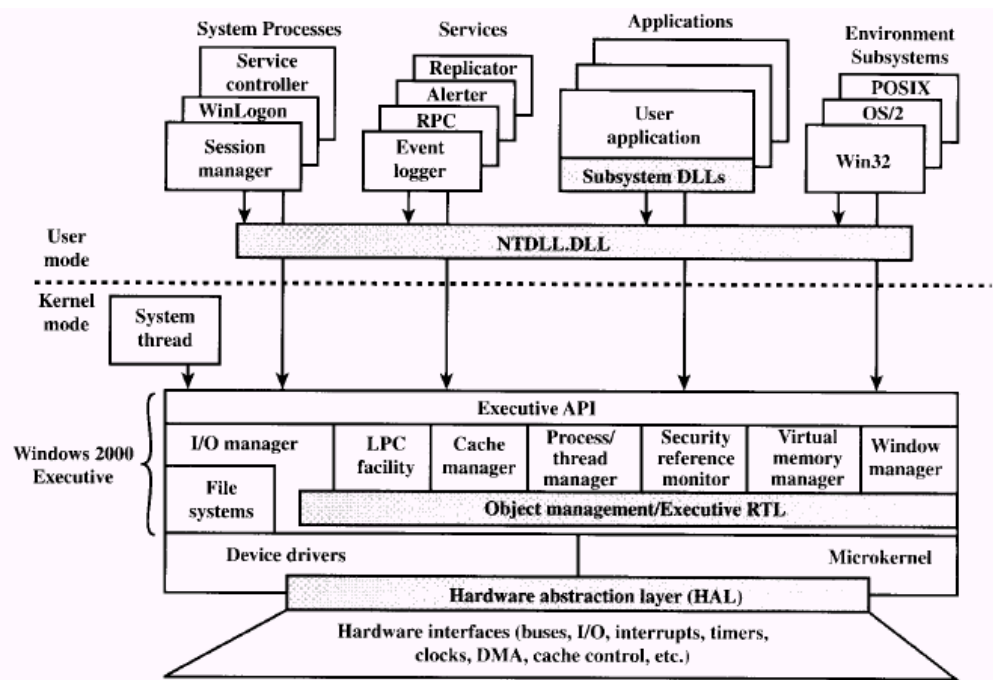 System Processes
Services
Applications
Environment
Subsystems
Service
controller
WinLogon
Session
manager
Replicator
Alerter
RPC
Event
logger
User
application
Subsystem DLLs
POSIX
OS/2
Win32
NTDLL.DLL
User
mode
Kernel
mode
System
thread
Windows 2000
Executive
Executive API
I/O manager
LPC
facility
Cache
manager
Process/
thread
manager
Security
reference
monitor
Virtual
memory
manager
Window
manager
File
systems
Object management/Executive RTL
Device drivers
Microkernel
Hardware abstraction layer (HAL)
Hardware interfaces (buses, I/O, interrupts, timers,
clocks, DMA, cache control, etc.)